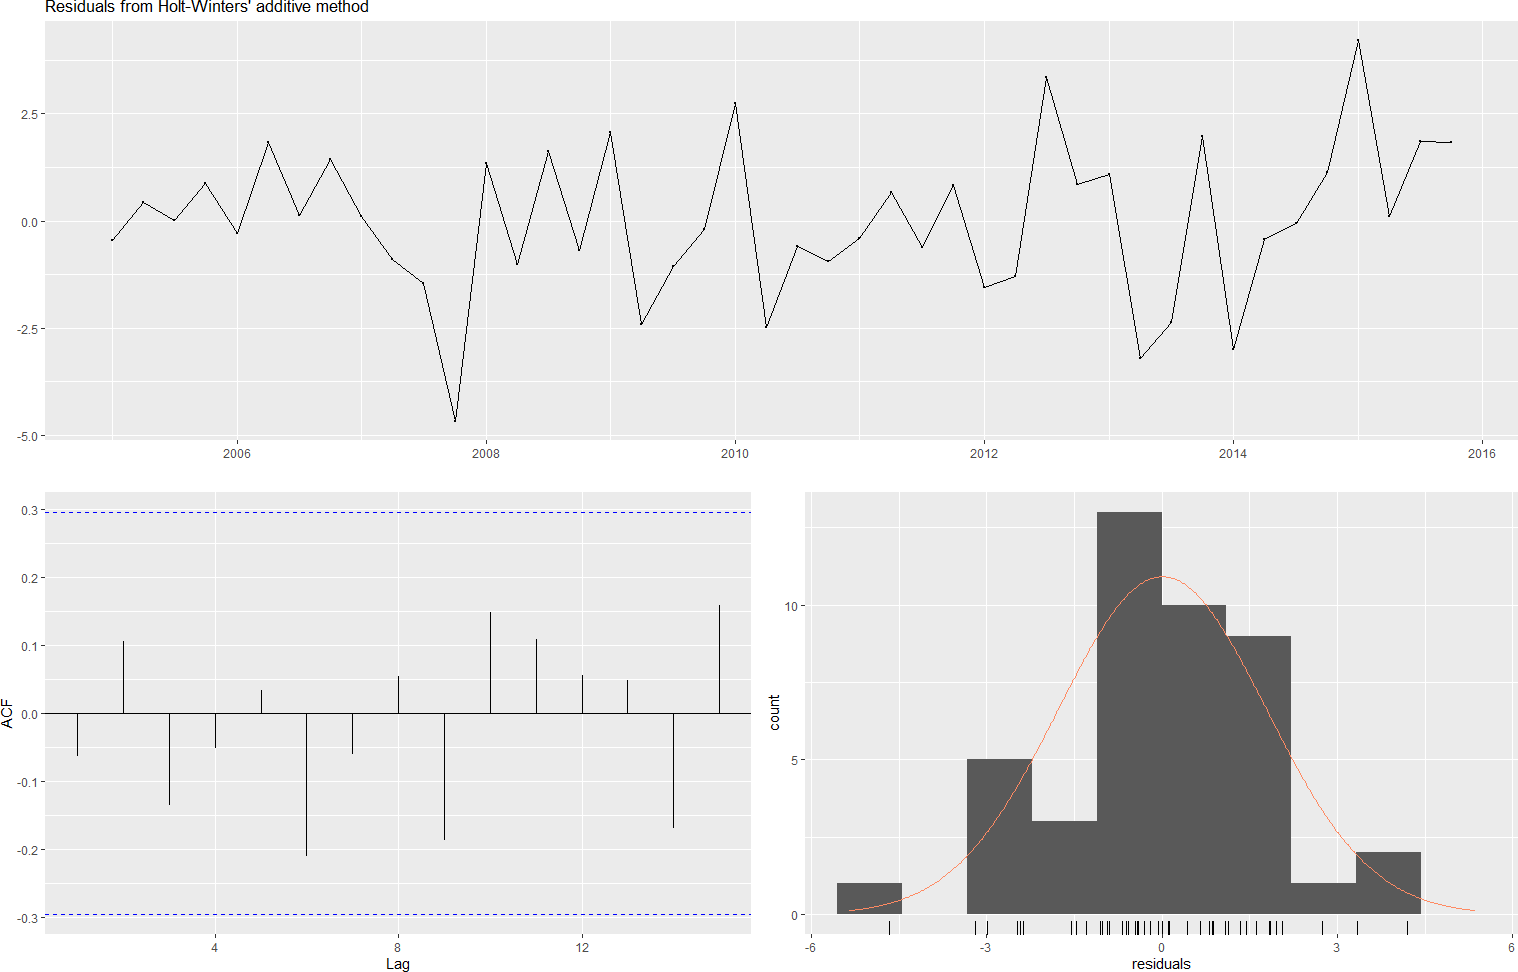 Residuals from Holt-Winters' additive method
2.5
0.0
-2.5
-5.0
2006 2008 2010 2012 2014 2016
ACF
0.3
0.2
0.1
0.0
-0.1
-0.2
-0.3
4 8 12
Lag
count
10
5
0
-6 -3 0 3 6
residuals